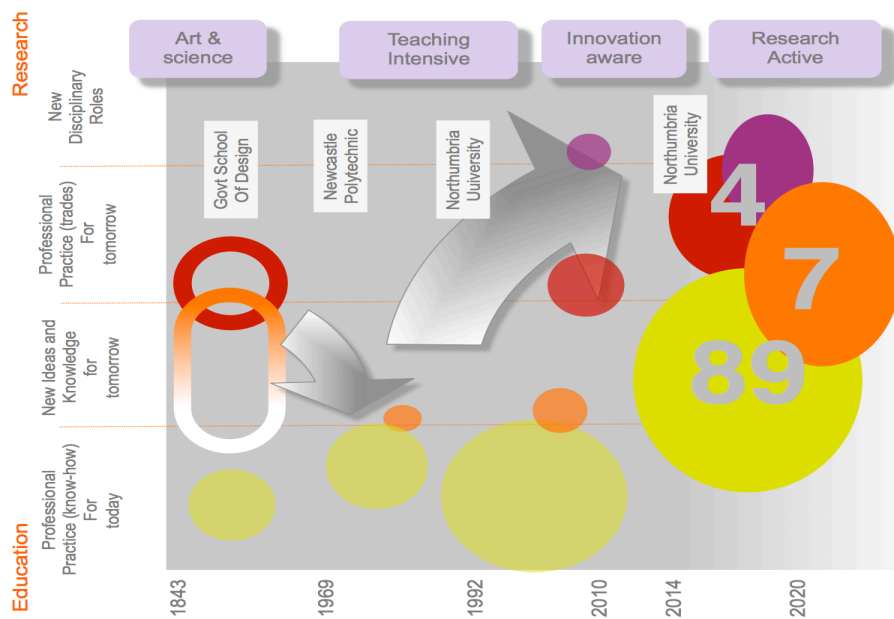 Art &
science
Teaching
Intensive
Innovation
aware
Research
Active
Research
New
Disciplinary
Roles
Professional
Practice (trades)
For
tomorrow
New Ideas and
Knowledge
for
tomorrow
Professional
Practice (know-how)
For
today
Education
Govt School
Of Design
Newcastle
Polytechnic
Northumbria
Uuiversity
Northumbria
University
4
7
89
1843
1969
1992
2010
2014
2020